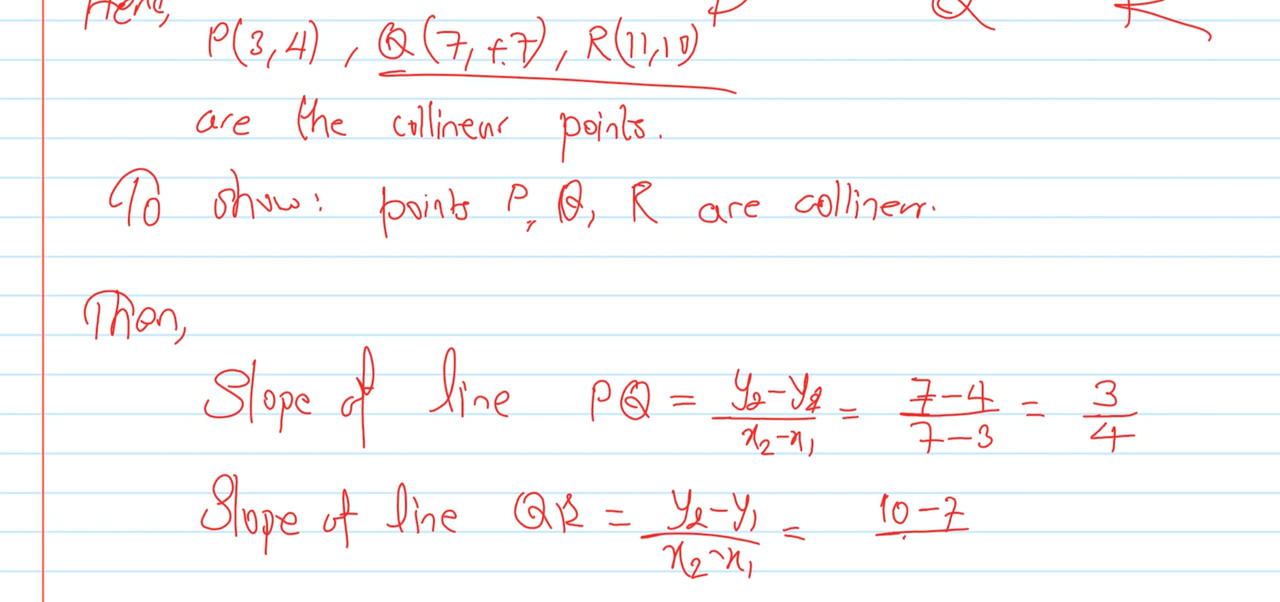 Here, P Q R
P(3,4), Q(7,+7), R(11,10)
are the collinear points.
To show: points P, Q, R are collinear.
Then,
Slope of line PQ = y₂-y₁/x₂-x₁ = 7-4/7-3 = 3/4
Slope of line QR = y₂-y₁/x₂-x₁ = 10-7